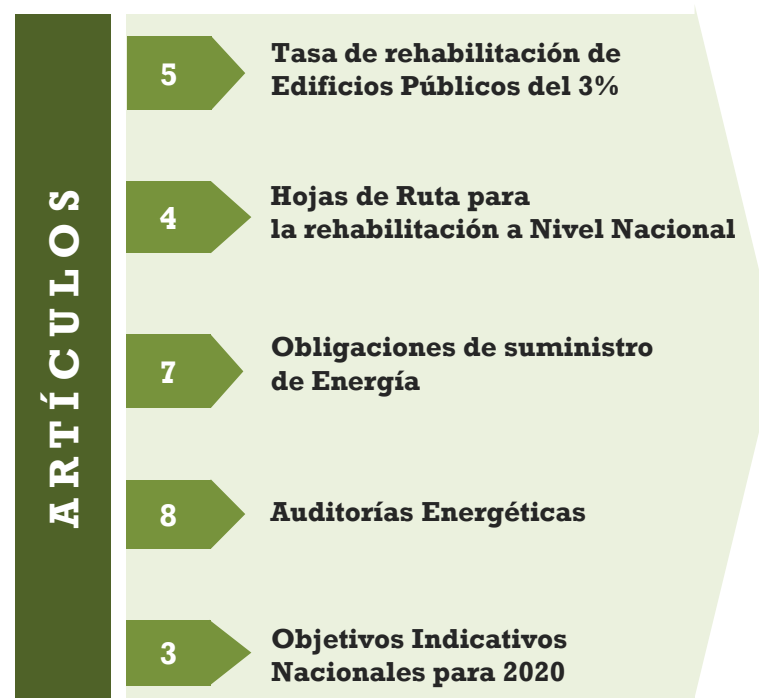 ARTÍCULOS
5
Tasa de rehabilitación de
Edificios Públicos del 3%
4
Hojas de Ruta para
la rehabilitación a Nivel Nacional
7
Obligaciones de suministro
de Energía
8
Auditorías Energéticas
3
Objetivos Indicativos
Nacionales para 2020